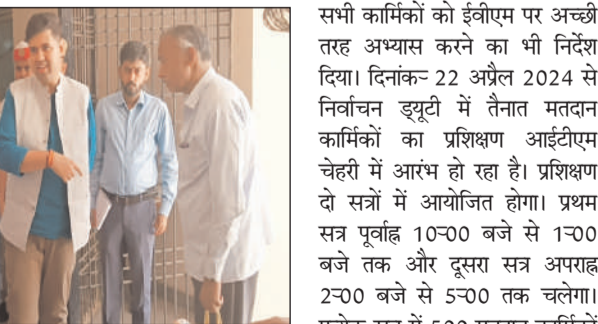 सभी कार्मिकों को ईवीएम पर अच्छी
तरह अभ्यास करने का भी निर्देश
दिया। दिनांक– 22 अप्रैल 2024 से
निर्वाचन ड्यूटी में तैनात मतदान
कार्मिकों का प्रशिक्षण आईटीएम
चेहरी में आरंभ हो रहा है। प्रशिक्षण
दो सत्रों में आयोजित होगा। प्रथम
सत्र पूर्वाह्न 10–00 बजे से 1–00
बजे तक और दूसरा सत्र अपराह्न
2–00 बजे से 5–00 तक चलेगा।